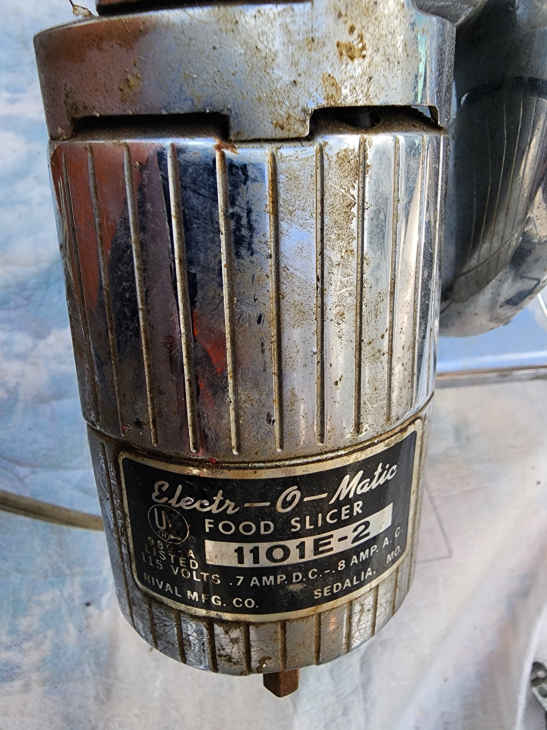 Electr-O-Matic
FOOD SLICER
1101E-2
LISTED
115 VOLTS .7 AMP. D.C.-.8 AMP. A.C.
RIVAL MFG. CO. SEDALIA, MO.